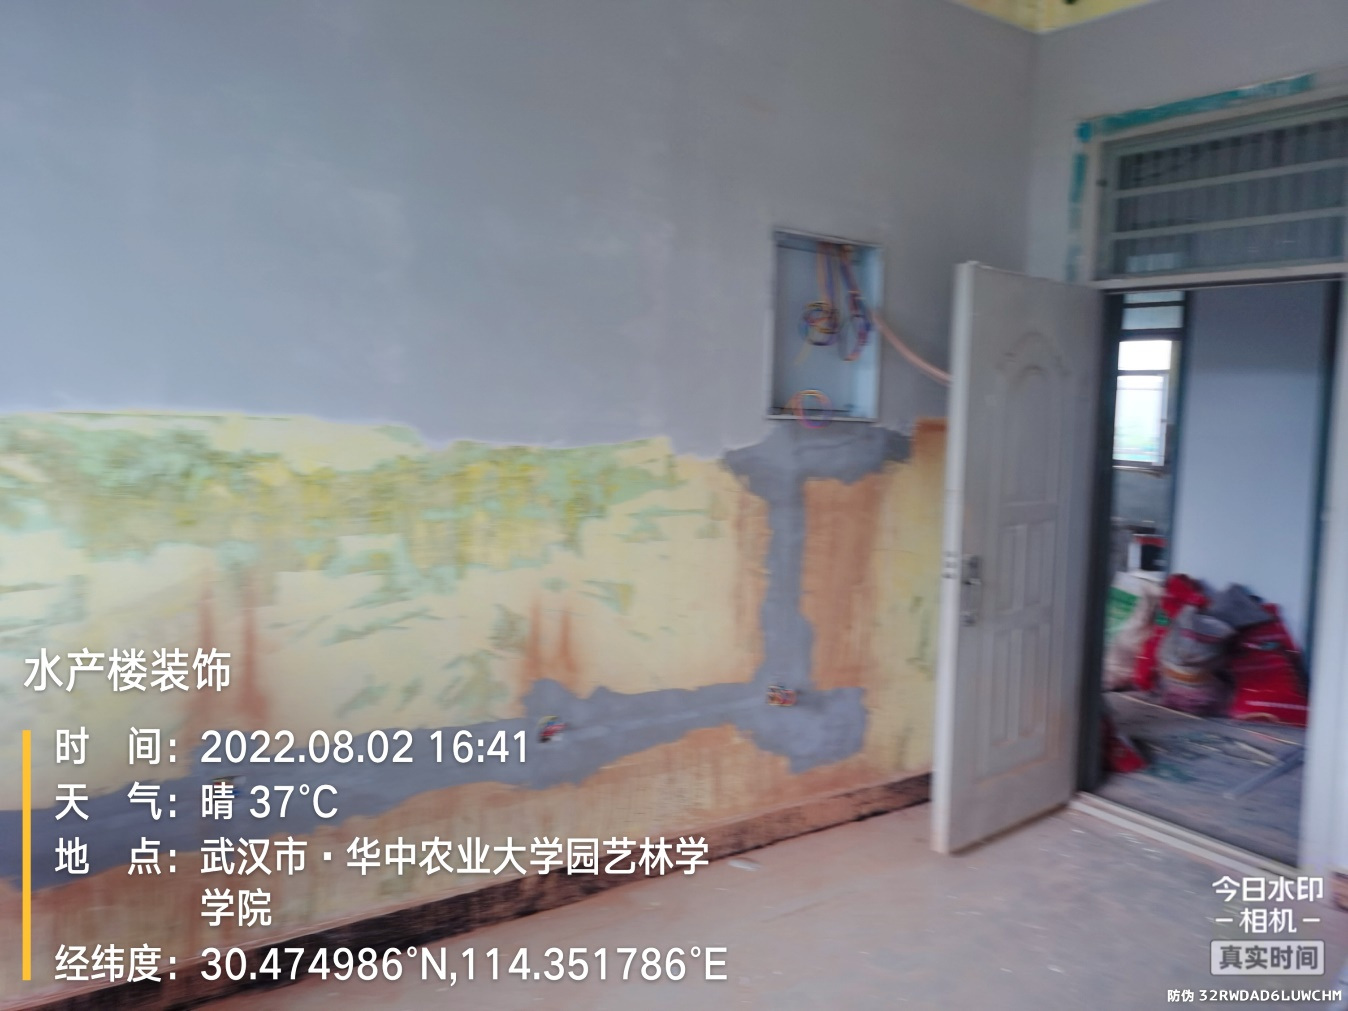 水产楼装饰
时 间：2022.08.02 16:41
天 气：晴 37°C
地 点：武汉市·华中农业大学园艺林学
学院
经纬度：30.474986°N,114.351786°E
今日水印
相机
真实时间
防伪 32RWDAD6LUWCHM